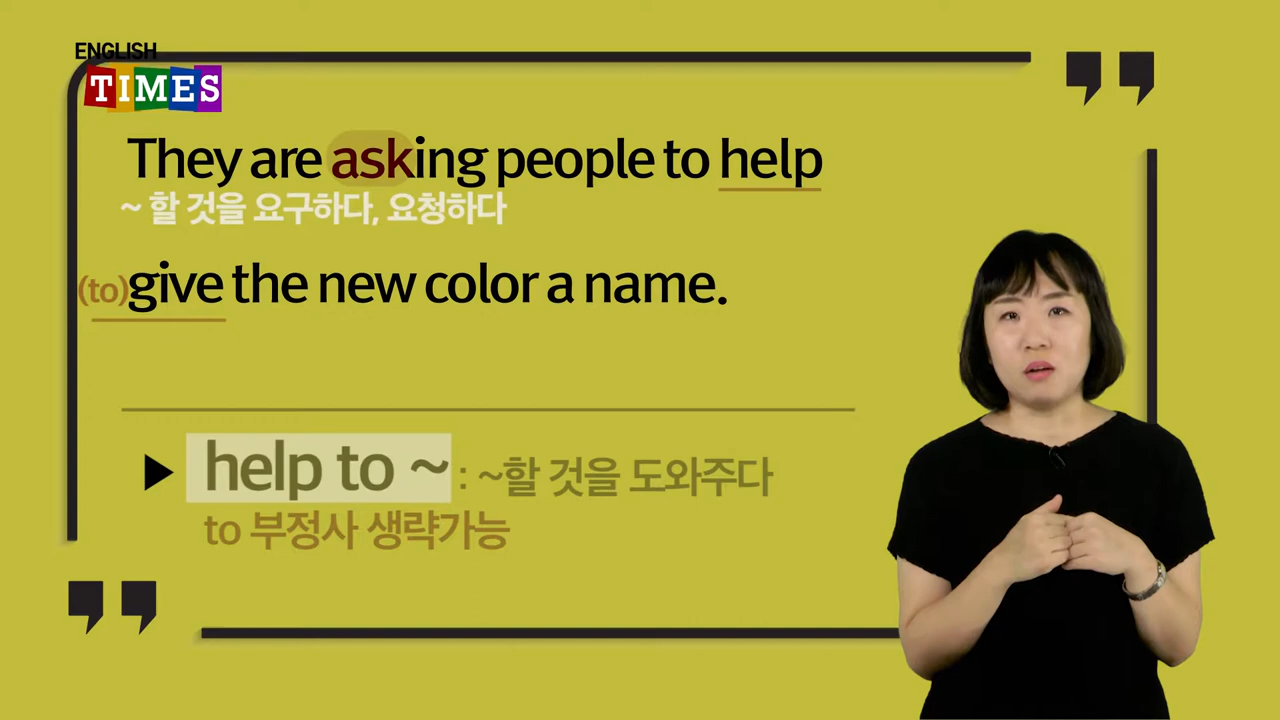 ENGLISH
TIMES
They are asking people to help
~ 할 것을 요구하다, 요청하다
(to)give the new color a name.
▶ help to ~ : ~할 것을 도와주다
to 부정사 생략가능